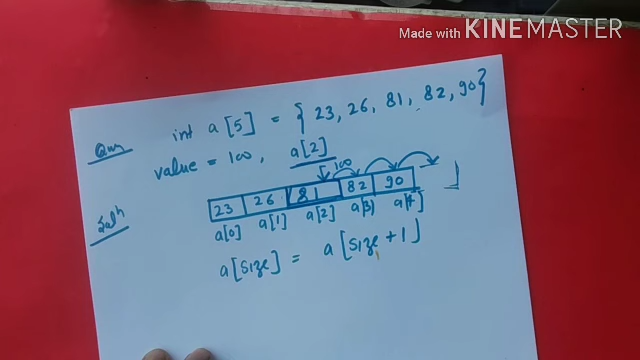 Made with KINEMASTER
Qus int a[5] = {23, 26, 81, 82, 90}
value = 100, a[2]
100
Solⁿ 23 26 81 82 90
a[0] a[1] a[2] a[3] a[4]
a[size] = a[size+1]